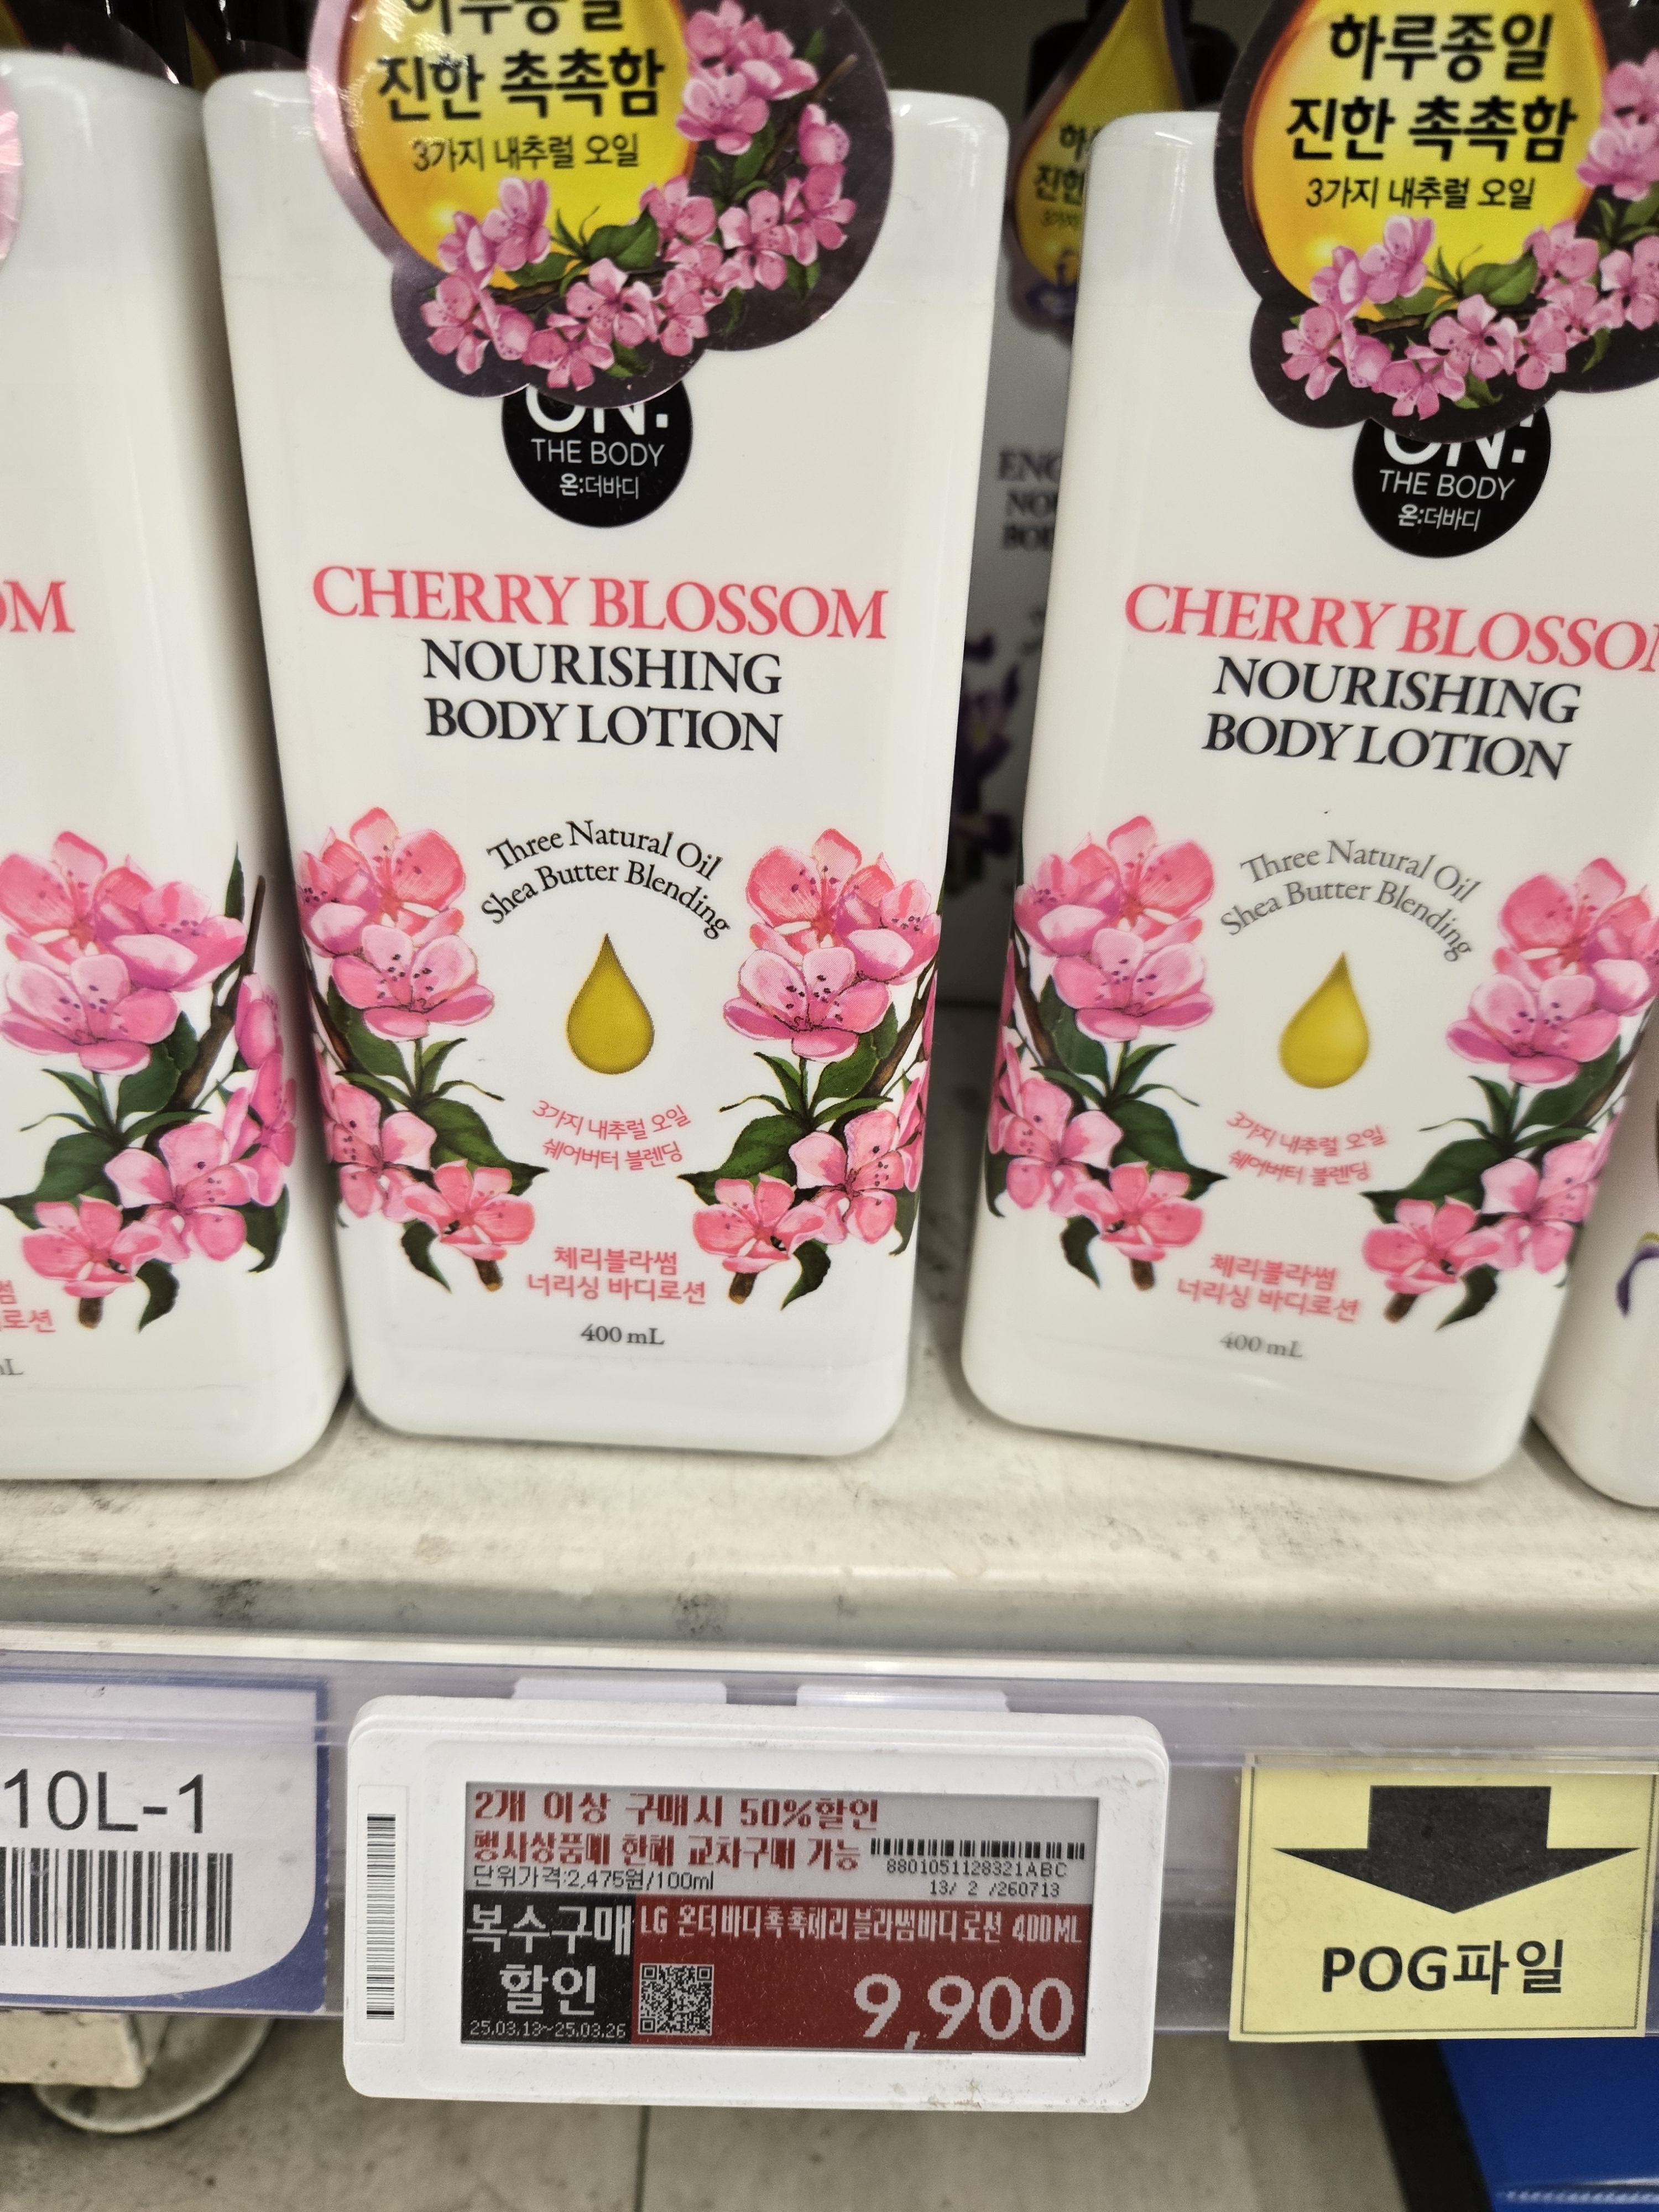 진한 촉촉함
3가지 내추럴 오일
하루종일
진한 촉촉함
3가지 내추럴 오일
ON:
THE BODY
온:더바디
CHERRY BLOSSOM
NOURISHING
BODY LOTION
Three Natural Oil
Shea Butter Blending
3가지 내추럴 오일
쉐어버터 블렌딩
체리블라썸
너리싱 바디로션
400 mL
ON:
THE BODY
온:더바디
CHERRY BLOSSOM
NOURISHING
BODY LOTION
Three Natural Oil
Shea Butter Blending
3가지 내추럴 오일
쉐어버터 블렌딩
체리블라썸
너리싱 바디로션
400 mL
10L-1
2개 이상 구매시 50%할인
행사상품에 한해 교차구매 가능
단위가격:2,475원/100ml
8801051128321ABC
13/ 2 /260713
복수구매
할인
25.03.13~25.03.26
LG 온더바디촉촉체리블라썸바디로션 400ML
9,900
POG파일